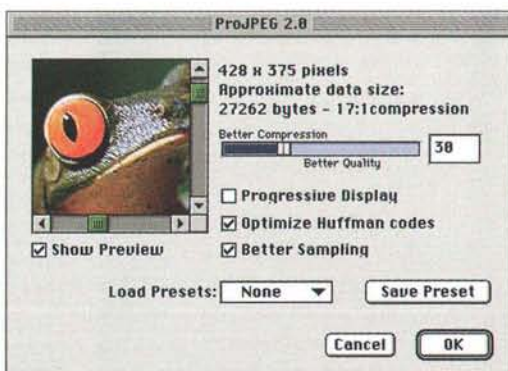 ProJPEG 2.0
428 x 375 pixels
Approximate data size:
27262 bytes - 17:1compression
Better Compression
30
Better Quality
Progressive Display
Optimize Huffman codes
Show Preview
Better Sampling
Load Presets: None
Save Preset
Cancel
OK